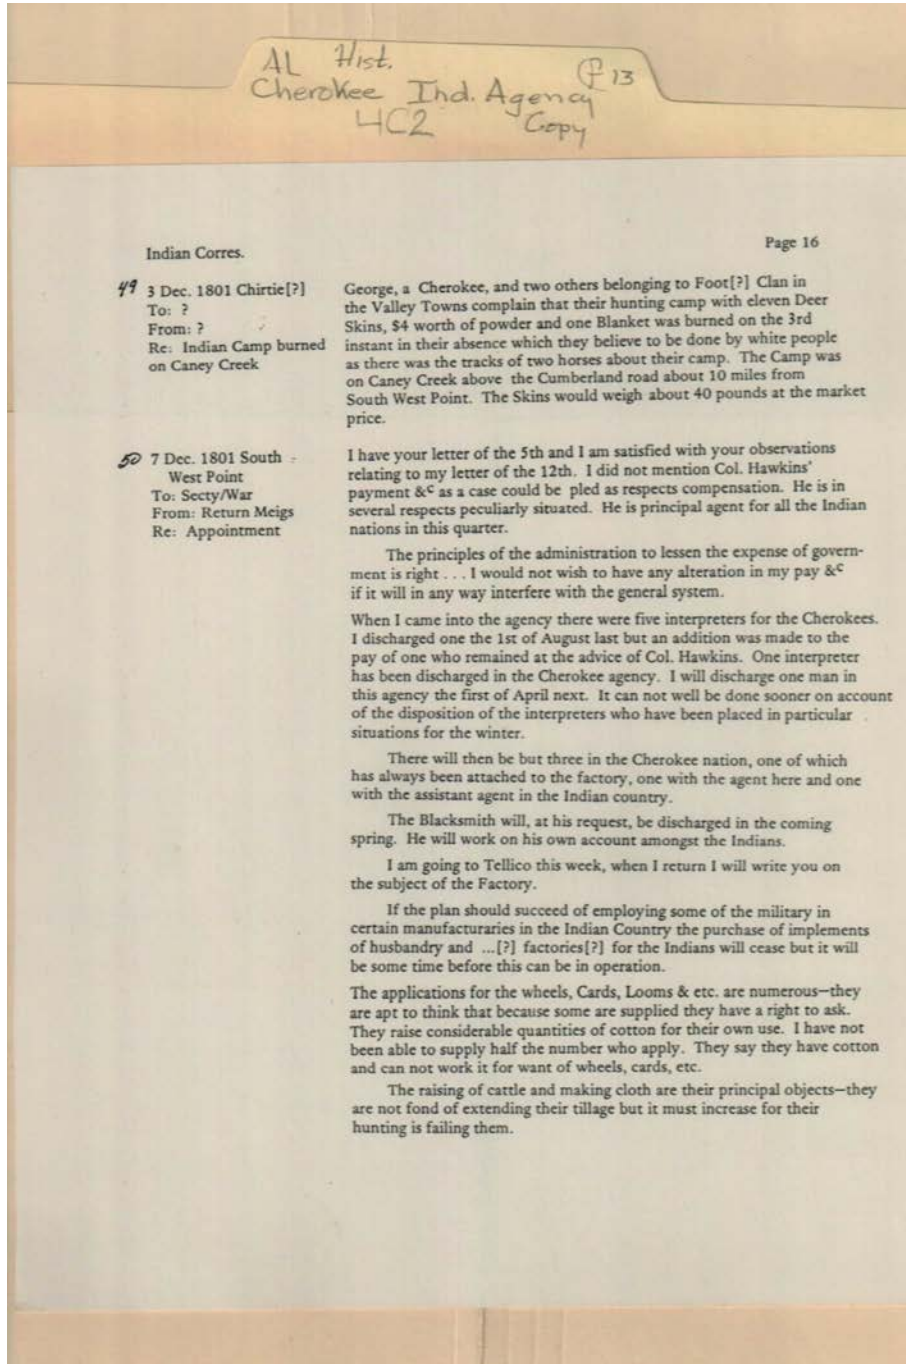 AL Hist.
P 13
Cherokee Ind. Agency
4C2 Copy
Indian Corres.
Page 16
49 3 Dec. 1801 Chirtie[?]
To: ?
From: ?
Re: Indian Camp burned
on Caney Creek
George, a Cherokee, and two others belonging to Foot[?] Clan in
the Valley Towns complain that their hunting camp with eleven Deer
Skins, $4 worth of powder and one Blanket was burned on the 3rd
instant in their absence which they believe to be done by white people
as there was the tracks of two horses about their camp. The Camp was
on Caney Creek above the Cumberland road about 10 miles from
South West Point. The Skins would weigh about 40 pounds at the market
price.
50 7 Dec. 1801 South
West Point
To: Secty/War
From: Return Meigs
Re: Appointment
I have your letter of the 5th and I am satisfied with your observations
relating to my letter of the 12th. I did not mention Col. Hawkins'
payment &c as a case could be pled as respects compensation. He is in
several respects peculiarly situated. He is principal agent for all the Indian
nations in this quarter.
The principles of the administration to lessen the expense of govern-
ment is right . . . I would not wish to have any alteration in my pay &c
if it will in any way interfere with the general system.
When I came into the agency there were five interpreters for the Cherokees.
I discharged one the 1st of August last but an addition was made to the
pay of one who remained at the advice of Col. Hawkins. One interpreter
has been discharged in the Cherokee agency. I will discharge one man in
this agency the first of April next. It can not well be done sooner on account
of the disposition of the interpreters who have been placed in particular
situations for the winter.
There will then be but three in the Cherokee nation, one of which
has always been attached to the factory, one with the agent here and one
with the assistant agent in the Indian country.
The Blacksmith will, at his request, be discharged in the coming
spring. He will work on his own account amongst the Indians.
I am going to Tellico this week, when I return I will write you on
the subject of the Factory.
If the plan should succeed of employing some of the military in
certain manufacturaries in the Indian Country the purchase of implements
of husbandry and ...[?] factories[?] for the Indians will cease but it will
be some time before this can be in operation.
The applications for the wheels, Cards, Looms & etc. are numerous—they
are apt to think that because some are supplied they have a right to ask.
They raise considerable quantities of cotton for their own use. I have not
been able to supply half the number who apply. They say they have cotton
and can not work it for want of wheels, cards, etc.
The raising of cattle and making cloth are their principal objects—they
are not fond of extending their tillage but it must increase for their
hunting is failing them.